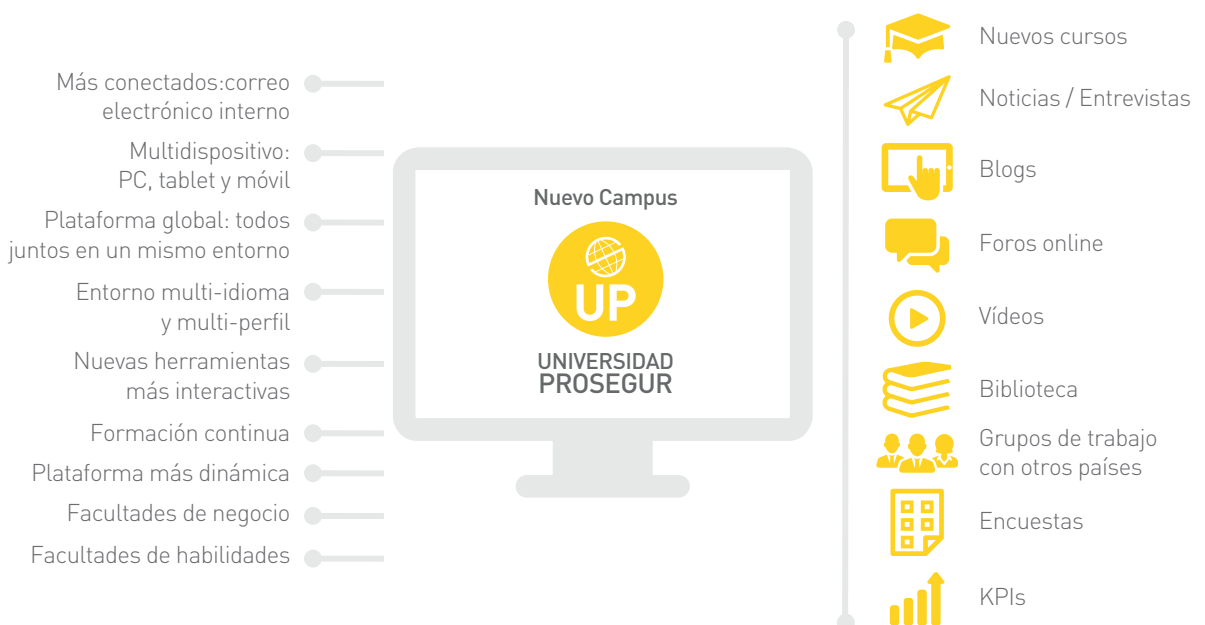 Más conectados:correo
electrónico interno
Multidispositivo:
PC, tablet y móvil
Plataforma global: todos
juntos en un mismo entorno
Entorno multi-idioma
y multi-perfil
Nuevas herramientas
más interactivas
Formación continua
Plataforma más dinámica
Facultades de negocio
Facultades de habilidades
Nuevo Campus
UP
UNIVERSIDAD
PROSEGUR
Nuevos cursos
Noticias / Entrevistas
Blogs
Foros online
Vídeos
Biblioteca
Grupos de trabajo
con otros países
Encuestas
KPIs